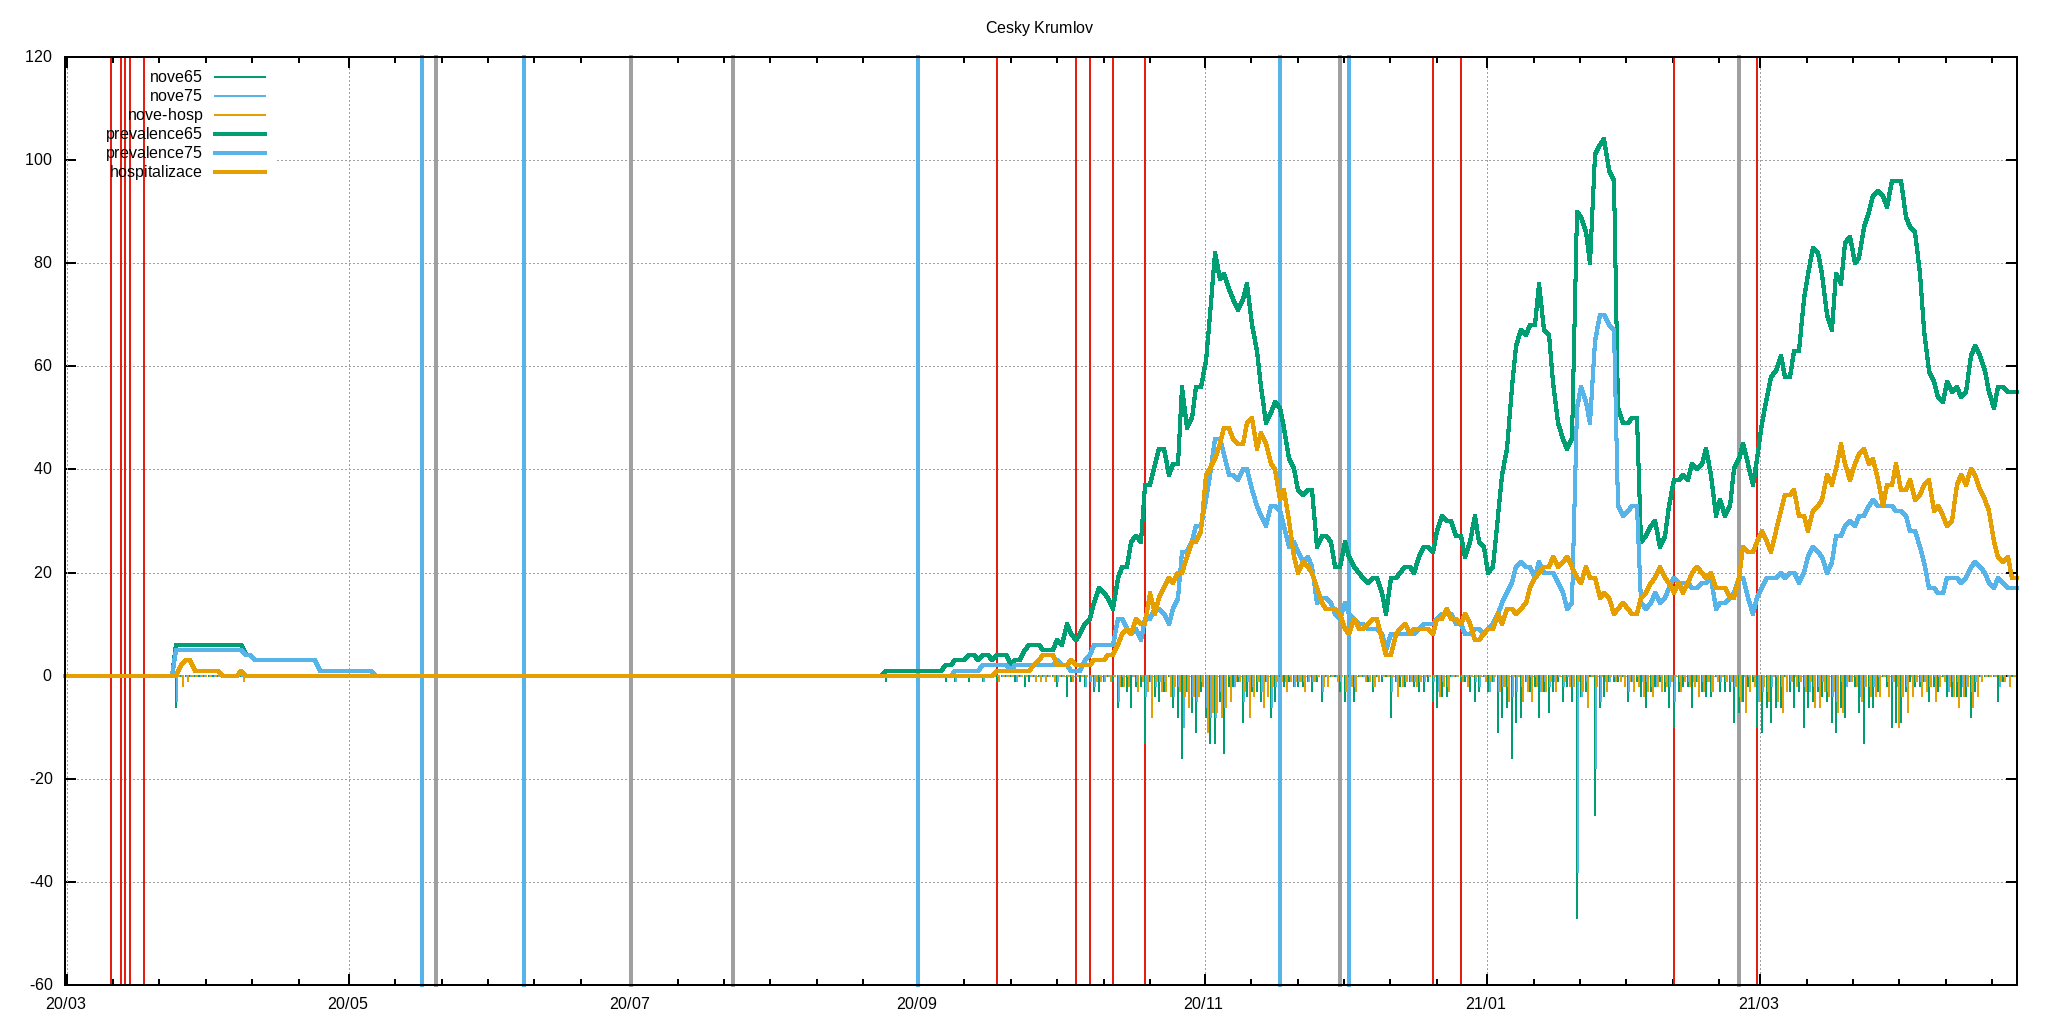 Cesky Krumlov
120
100
80
60
40
20
0
-20
-40
-60
nove65
nove75
nove-hosp
prevalence65
prevalence75
hospitalizace
20/03 20/05 20/07 20/09 20/11 21/01 21/03